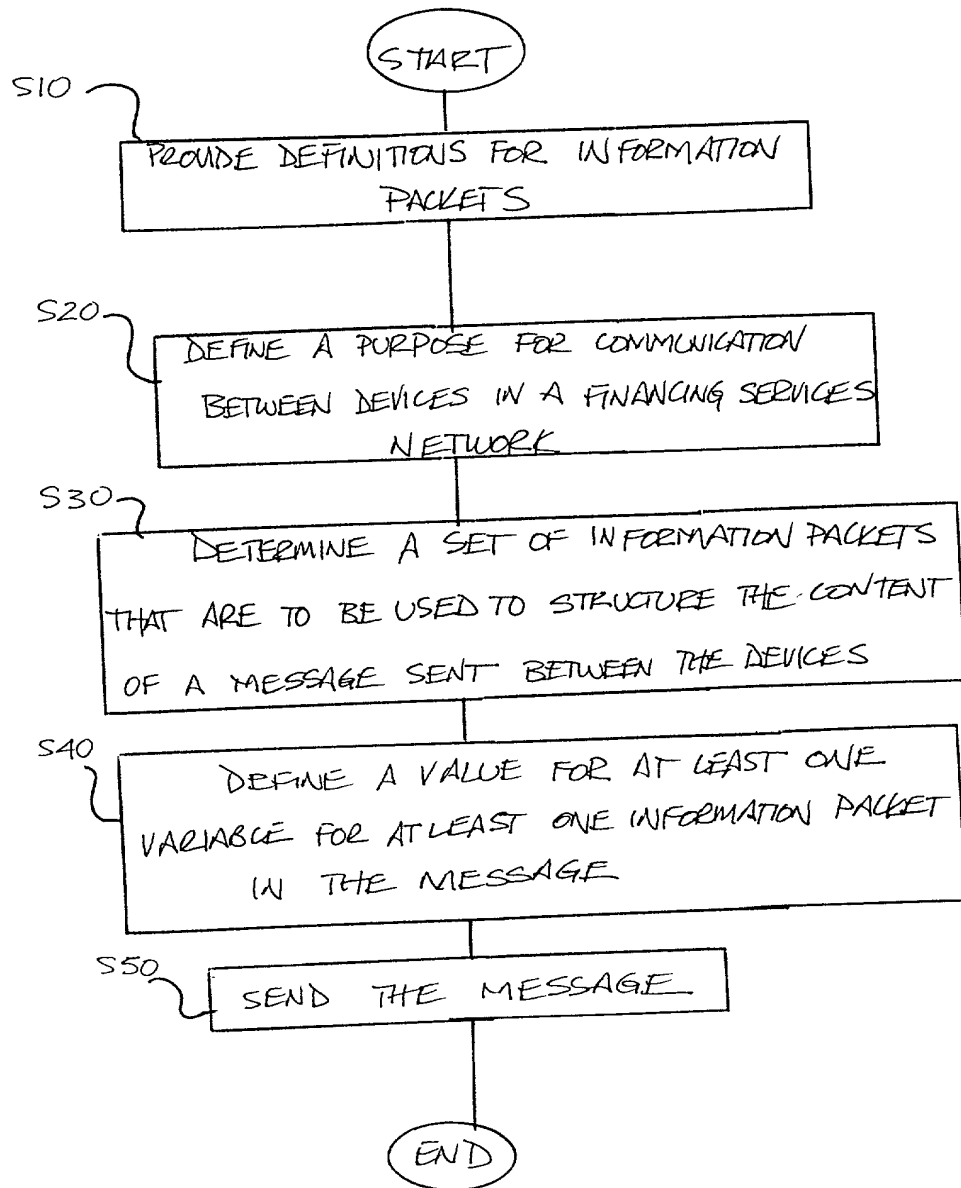 START
S10
PROVIDE DEFINITIONS FOR INFORMATION
PACKETS
S20
DEFINE A PURPOSE FOR COMMUNICATION
BETWEEN DEVICES IN A FINANCING SERVICES
NETWORK
S30
DETERMINE A SET OF INFORMATION PACKETS
THAT ARE TO BE USED TO STRUCTURE THE CONTENT
OF A MESSAGE SENT BETWEEN THE DEVICES
S40
DEFINE A VALUE FOR AT LEAST ONE
VARIABLE FOR AT LEAST ONE INFORMATION PACKET
IN THE MESSAGE
S50
SEND THE MESSAGE
END